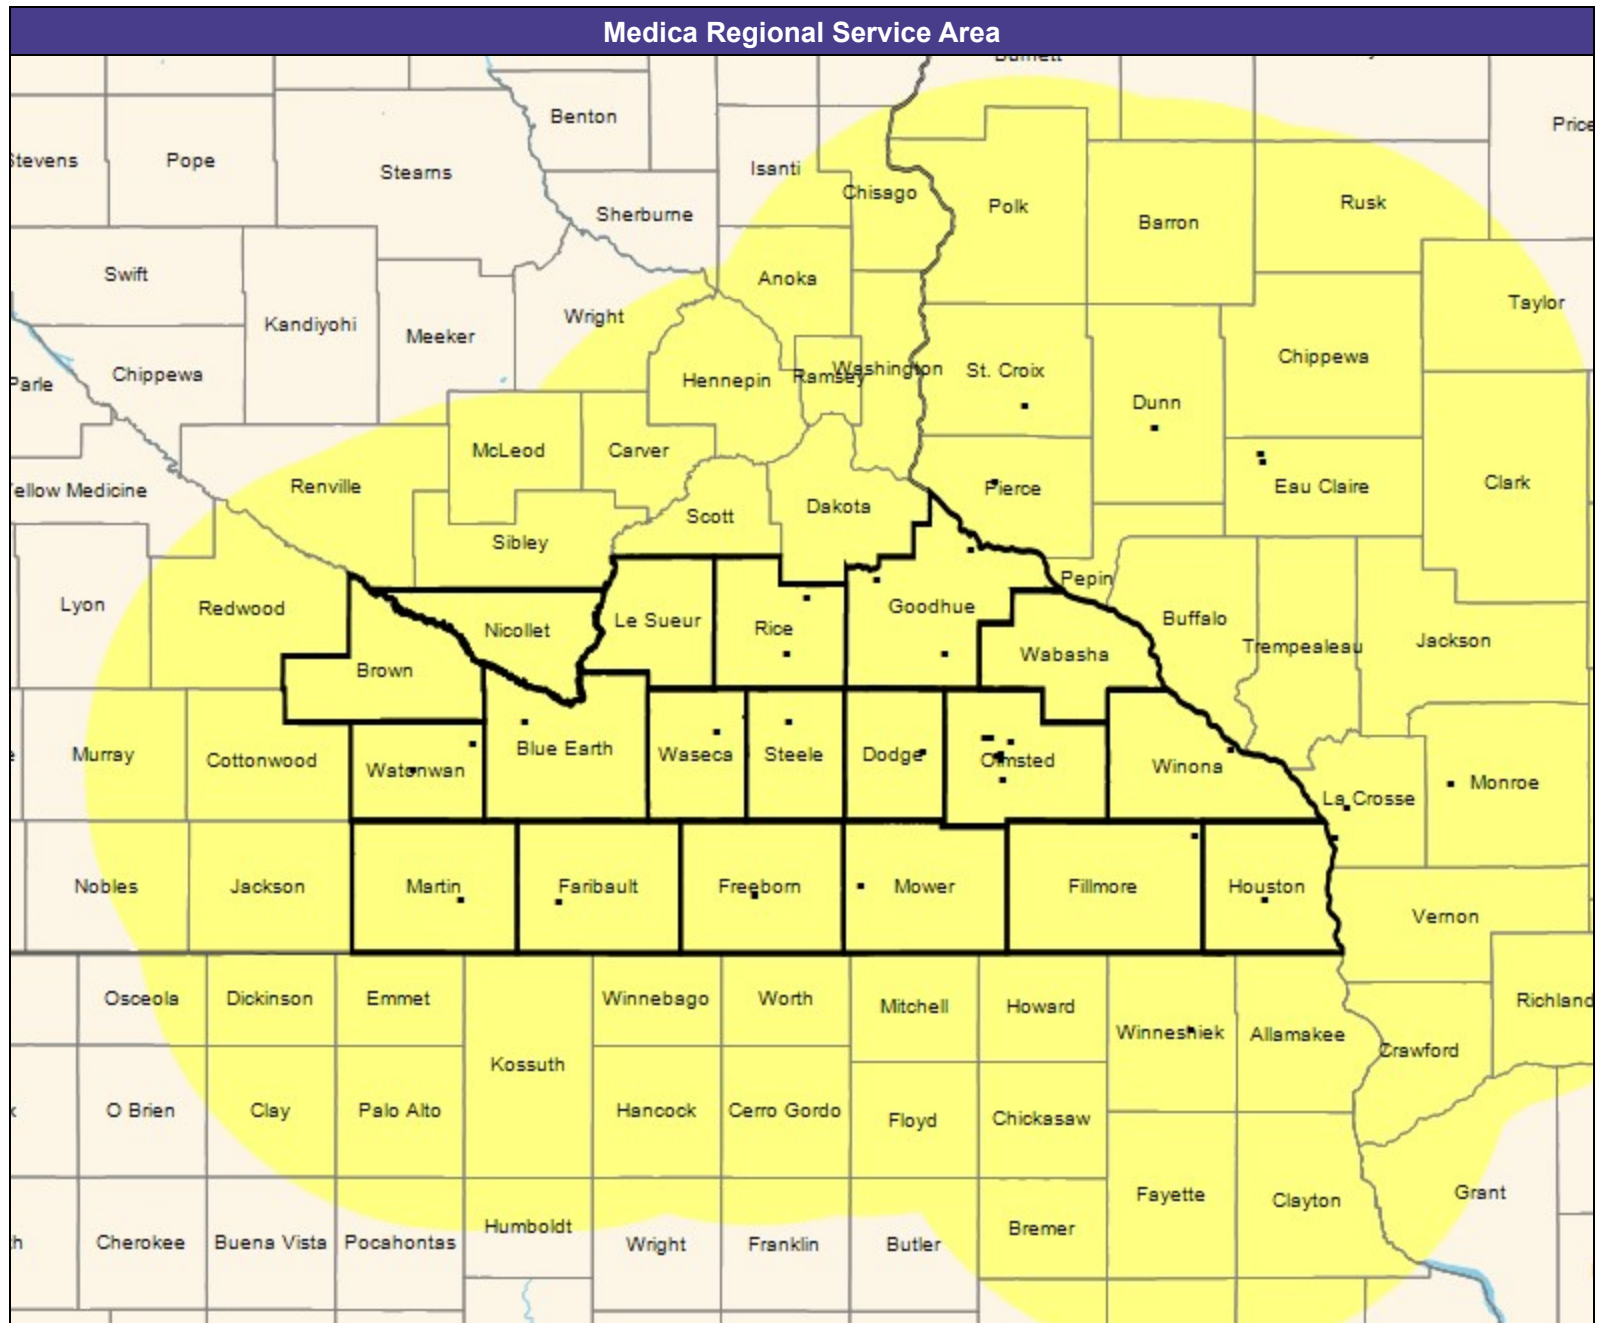 Medica Regional Service Area
Benton
Price
Stevens
Pope
Stearns
Isanti
Chisago
Polk
Barron
Rusk
Sherburne
Swift
Anoka
Taylor
Kandiyohi
Wright
Meeker
Chippewa
Parle
Hennepin
Ramsey
Washington
St. Croix
Chippewa
Dunn
McLeod
Carver
ellow Medicine
Renville
Scott
Dakota
Pierce
Eau Claire
Clark
Sibley
Pepin
Lyon
Redwood
Nicollet
Le Sueur
Rice
Goodhue
Buffalo
Trempealeau
Jackson
Brown
Wabasha
Murray
Cottonwood
Watonwan
Blue Earth
Waseca
Steele
Dodge
Olmsted
Winona
La Crosse
Monroe
Nobles
Jackson
Martin
Faribault
Freeborn
Mower
Fillmore
Houston
Vernon
Osceola
Dickinson
Emmet
Winnebago
Worth
Mitchell
Howard
Winneshiek
Allamakee
Crawford
Richland
Kossuth
O Brien
Clay
Palo Alto
Hancock
Cerro Gordo
Floyd
Chickasaw
Fayette
Clayton
Grant
Cherokee
Buena Vista
Pocahontas
Humboldt
Wright
Franklin
Butler
Bremer